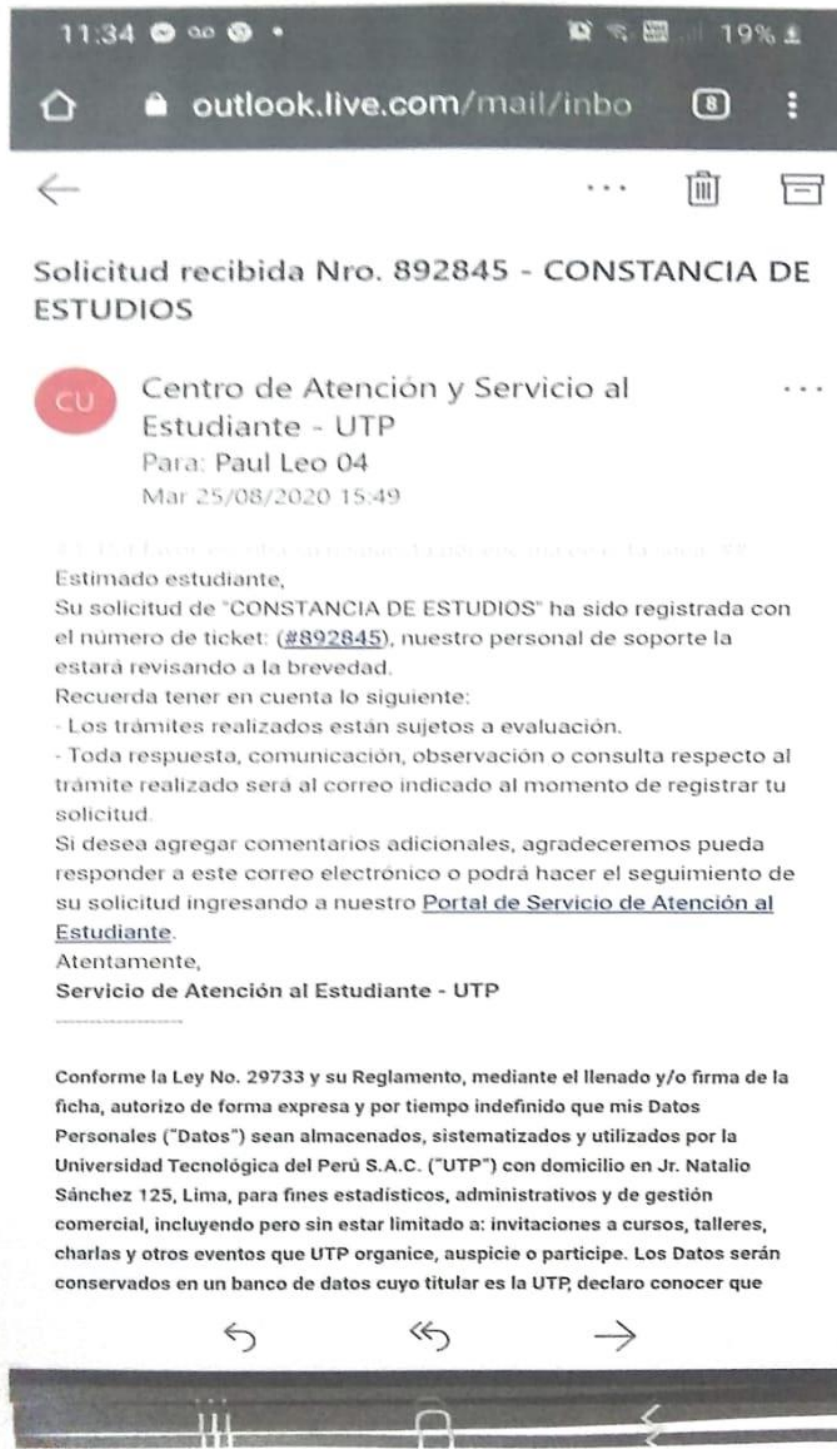 11:34
19%
outlook.live.com/mail/inbo
8
Solicitud recibida Nro. 892845 - CONSTANCIA DE
ESTUDIOS
CU
Centro de Atención y Servicio al
Estudiante - UTP
Para: Paul Leo 04
Mar 25/08/2020 15:49
Estimado estudiante,
Su solicitud de "CONSTANCIA DE ESTUDIOS" ha sido registrada con
el número de ticket: (#892845), nuestro personal de soporte la
estará revisando a la brevedad.
Recuerda tener en cuenta lo siguiente:
- Los trámites realizados están sujetos a evaluación.
- Toda respuesta, comunicación, observación o consulta respecto al
trámite realizado será al correo indicado al momento de registrar tu
solicitud.
Si desea agregar comentarios adicionales, agradeceremos pueda
responder a este correo electrónico o podrá hacer el seguimiento de
su solicitud ingresando a nuestro Portal de Servicio de Atención al
Estudiante.
Atentamente,
Servicio de Atención al Estudiante - UTP
--------------------
Conforme la Ley No. 29733 y su Reglamento, mediante el llenado y/o firma de la
ficha, autorizo de forma expresa y por tiempo indefinido que mis Datos
Personales ("Datos") sean almacenados, sistematizados y utilizados por la
Universidad Tecnológica del Perú S.A.C. ("UTP") con domicilio en Jr. Natalio
Sánchez 125, Lima, para fines estadísticos, administrativos y de gestión
comercial, incluyendo pero sin estar limitado a: invitaciones a cursos, talleres,
charlas y otros eventos que UTP organice, auspicie o participe. Los Datos serán
conservados en un banco de datos cuyo titular es la UTP, declaro conocer que